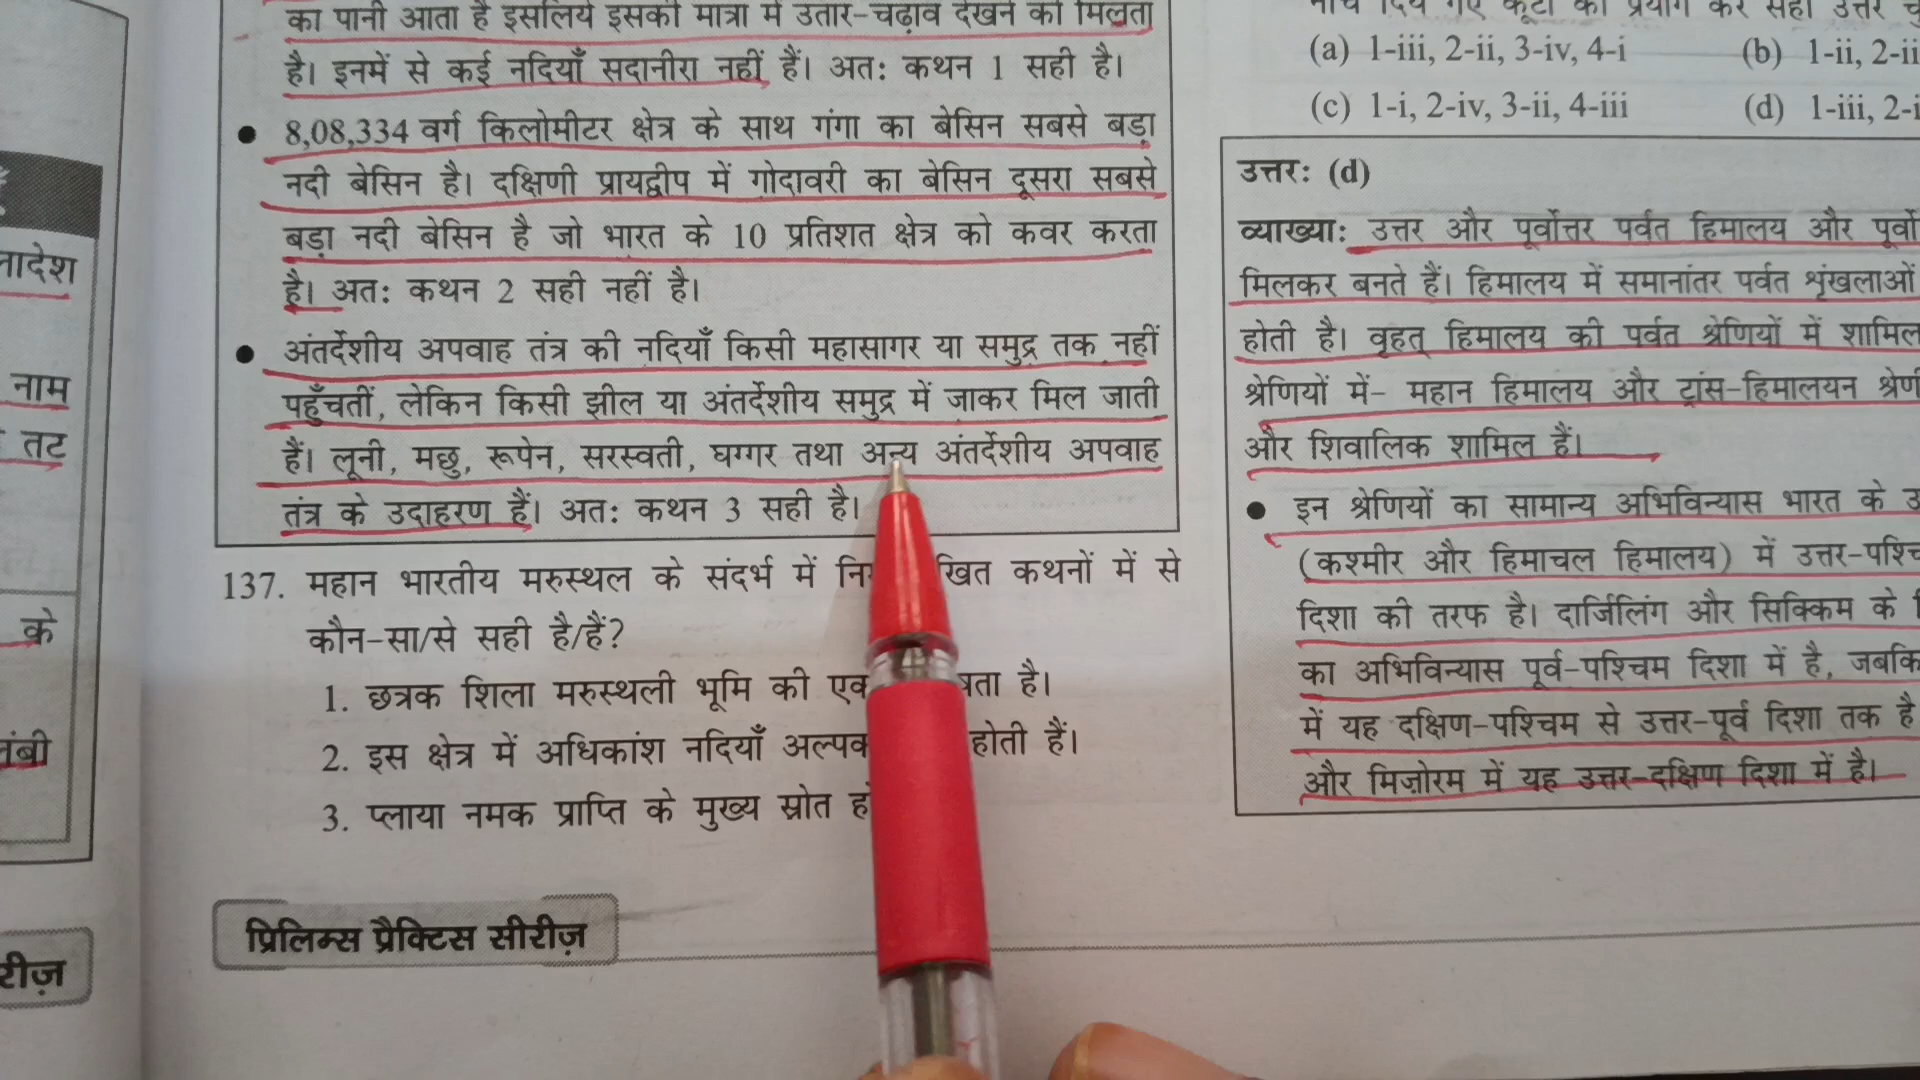 का पानी आता है इसलिये इसकी मात्रा में उतार-चढ़ाव देखने को मिलता
है। इनमें से कई नदियाँ सदानीरा नहीं हैं। अतः कथन 1 सही है।
● 8,08,334 वर्ग किलोमीटर क्षेत्र के साथ गंगा का बेसिन सबसे बड़ा
नदी बेसिन है। दक्षिणी प्रायद्वीप में गोदावरी का बेसिन दूसरा सबसे
बड़ा नदी बेसिन है जो भारत के 10 प्रतिशत क्षेत्र को कवर करता
है। अतः कथन 2 सही नहीं है।
● अंतर्देशीय अपवाह तंत्र की नदियाँ किसी महासागर या समुद्र तक नहीं
पहुँचतीं, लेकिन किसी झील या अंतर्देशीय समुद्र में जाकर मिल जाती
हैं। लूनी, मछु, रूपेन, सरस्वती, घग्गर तथा अन्य अंतर्देशीय अपवाह
तंत्र के उदाहरण हैं। अतः कथन 3 सही है।
137. महान भारतीय मरुस्थल के संदर्भ में कथनों में से
कौन-सा/से सही है/हैं?
1. छत्रक शिला मरुस्थली भूमि की है।
2. इस क्षेत्र में अधिकांश नदियाँ होती हैं।
3. प्लाया नमक प्राप्ति के मुख्य स्रोत
प्रिलिम्स प्रैक्टिस सीरीज़
(a) 1-iii, 2-ii, 3-iv, 4-i
(b) 1-ii, 2-ii
(c) 1-i, 2-iv, 3-ii, 4-iii
(d) 1-iii, 2-i
उत्तरः (d)
व्याख्याः उत्तर और पूर्वोत्तर पर्वत हिमालय और
मिलकर बनते हैं। हिमालय में समानांतर पर्वत शृंखलाओं
होती है। वृहत् हिमालय की पर्वत श्रेणियों में शामिल
श्रेणियों में- महान हिमालय और ट्रांस-हिमालयन
और शिवालिक शामिल हैं।
● इन श्रेणियों का सामान्य अभिविन्यास भारत के
(कश्मीर और हिमाचल हिमालय) में
दिशा की तरफ है। दार्जिलिंग और सिक्किम के
का अभिविन्यास पूर्व-पश्चिम दिशा में है, जबकि
में यह दक्षिण-पश्चिम से उत्तर-पूर्व दिशा तक है
और मिज़ोरम में यह उत्तर-दक्षिण दिशा में है।
नाम
तट
के